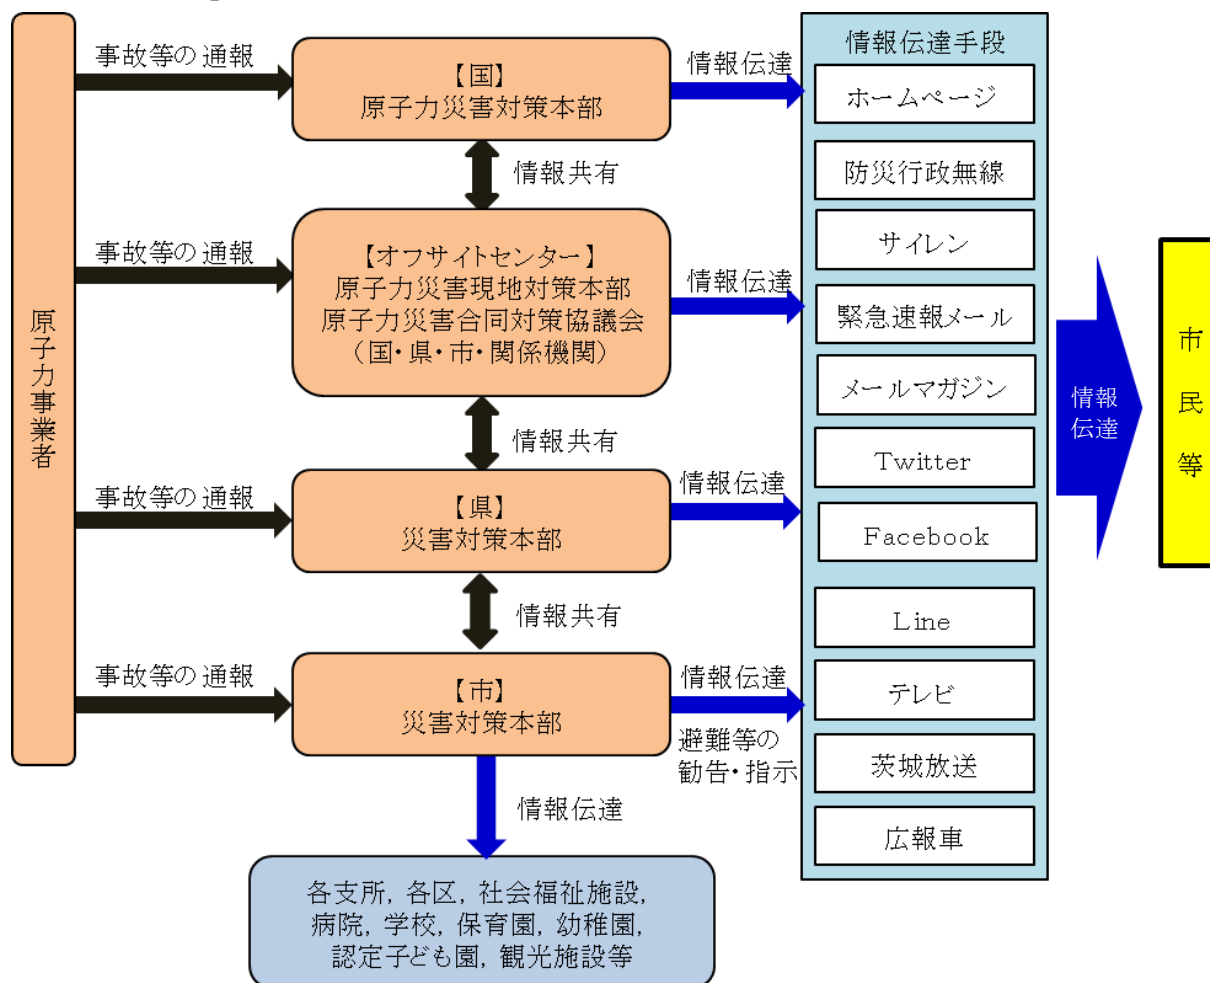 原子力事業者
事故等の通報
【国】
原子力災害対策本部
情報伝達
情報共有
事故等の通報
【オフサイトセンター】
原子力災害現地対策本部
原子力災害合同対策協議会
（国・県・市・関係機関）
情報伝達
情報共有
事故等の通報
【県】
災害対策本部
情報伝達
情報共有
事故等の通報
【市】
災害対策本部
情報伝達
避難等の
勧告・指示
情報伝達
各支所，各区，社会福祉施設，
病院，学校，保育園，幼稚園，
認定子ども園，観光施設等
情報伝達手段
ホームページ
防災行政無線
サイレン
緊急速報メール
メールマガジン
Twitter
Facebook
Line
テレビ
茨城放送
広報車
情報
伝達
市民等